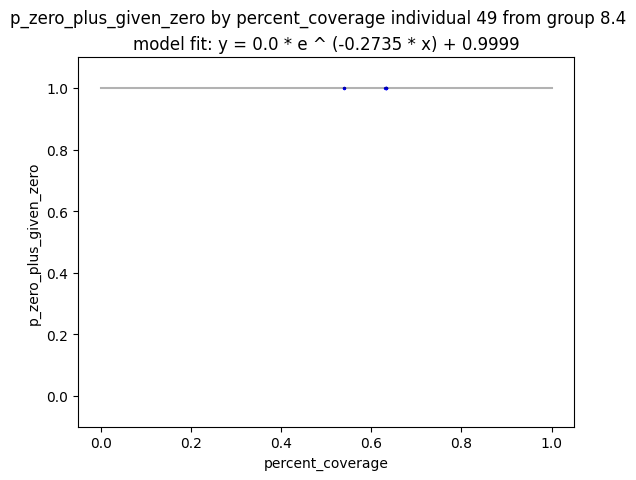 p_zero_plus_given_zero by percent_coverage individual 49 from group 8.4
model fit: y = 0.0 * e ^ (-0.2735 * x) + 0.9999
1.0
0.8
0.6
0.4
0.2
0.0
p_zero_plus_given_zero
0.0 0.2 0.4 0.6 0.8 1.0
percent_coverage